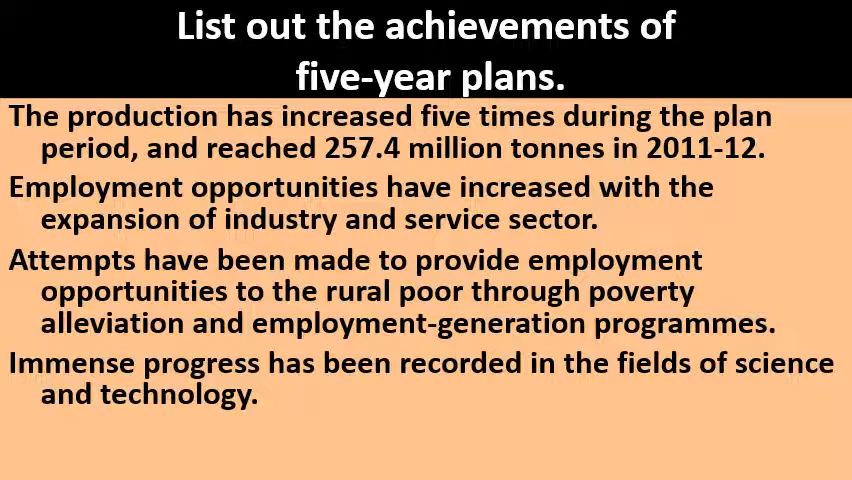 List out the achievements of
five-year plans.
The production has increased five times during the plan
period, and reached 257.4 million tonnes in 2011-12.
Employment opportunities have increased with the
expansion of industry and service sector.
Attempts have been made to provide employment
opportunities to the rural poor through poverty
alleviation and employment-generation programmes.
Immense progress has been recorded in the fields of science
and technology.